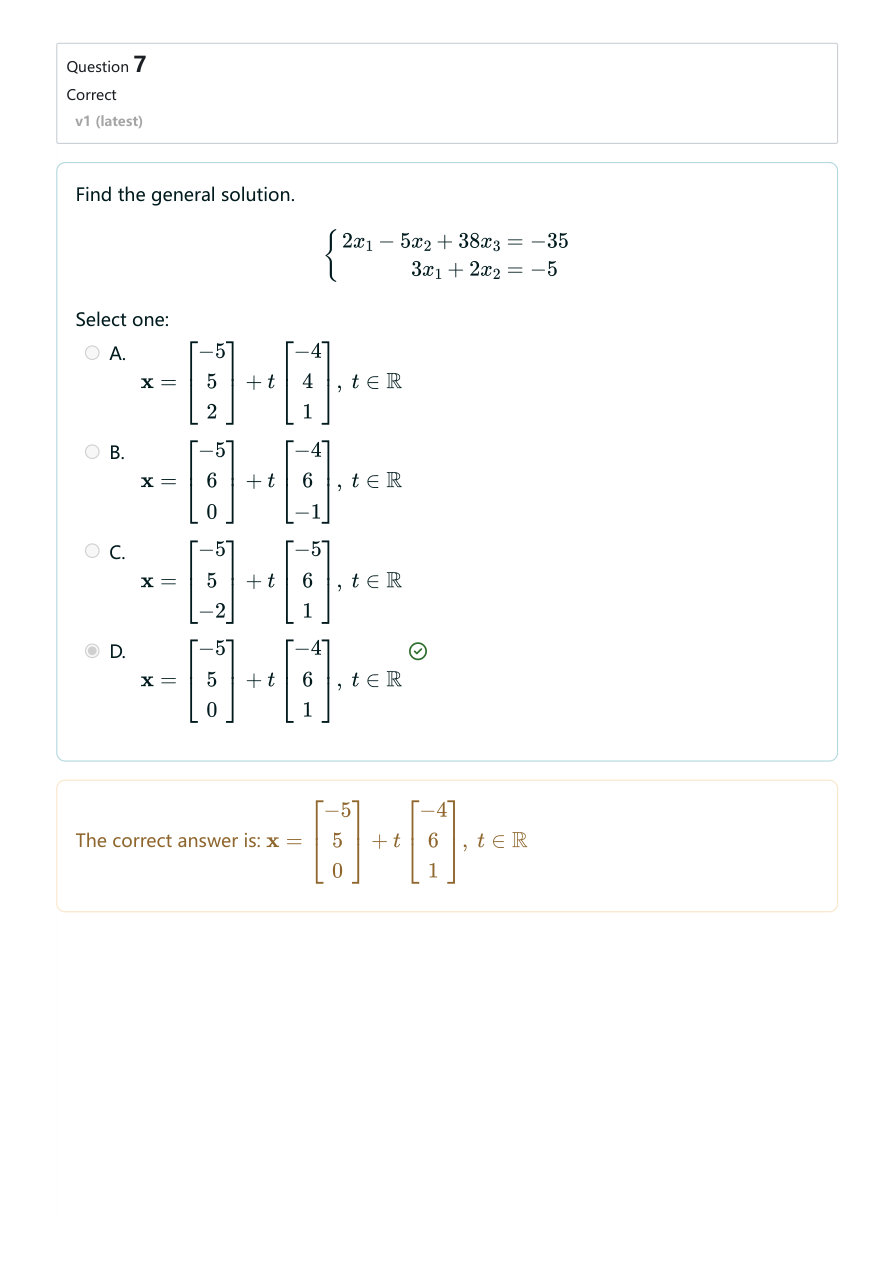 Question 7
Correct
v1 (latest)
Find the general solution.
2x₁ − 5x₂ + 38x₃ = −35
3x₁ + 2x₂ = −5
Select one:
A.
x = [−5 5 2] + t [−4 4 1], t ∈ ℝ
B.
x = [−5 6 0] + t [−4 6 −1], t ∈ ℝ
C.
x = [−5 5 −2] + t [−5 6 1], t ∈ ℝ
D.
x = [−5 5 0] + t [−4 6 1], t ∈ ℝ
The correct answer is: x = [−5 5 0] + t [−4 6 1], t ∈ ℝ